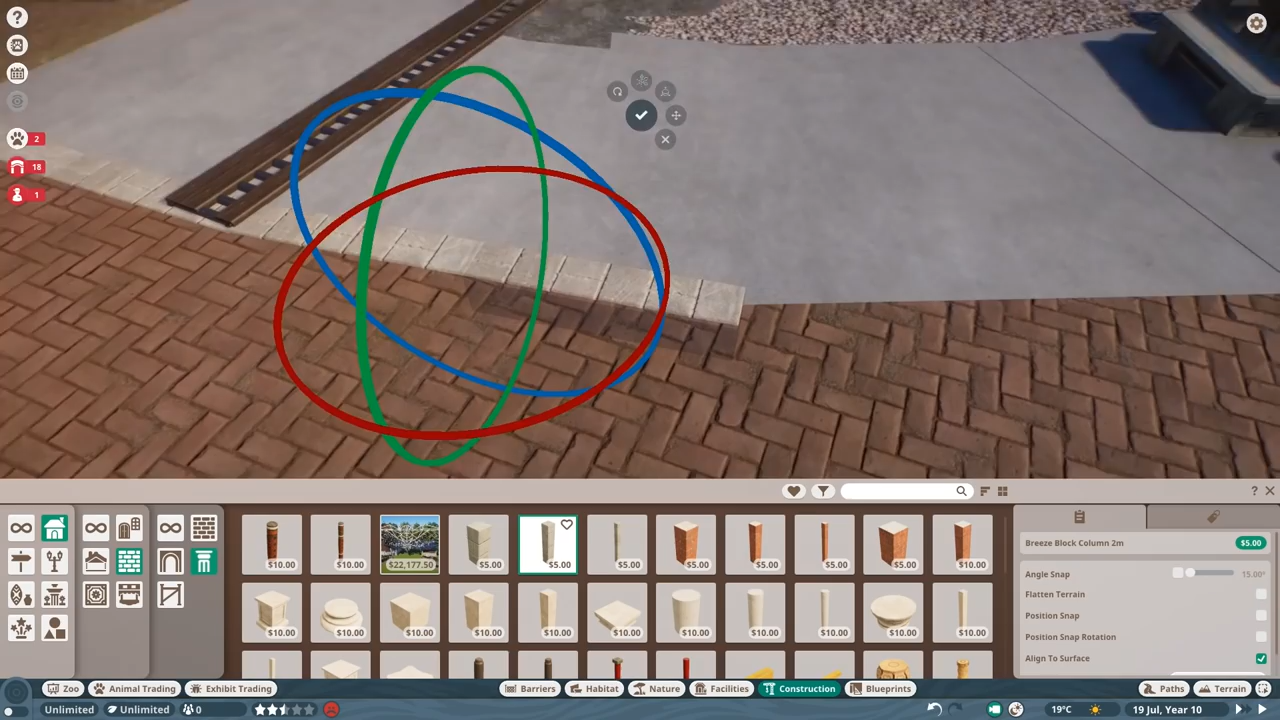 ?
2
18
1
? ×
$10.00 $10.00 $22,177.50 $5.00 $5.00 $5.00 $5.00 $5.00 $5.00 $5.00 $10.00
$10.00 $10.00 $10.00 $10.00 $10.00 $10.00 $10.00 $10.00 $10.00 $10.00 $10.00
Breeze Block Column 2m $5.00
Angle Snap 15.00°
Flatten Terrain
Position Snap
Position Snap Rotation
Align To Surface
Zoo Animal Trading Exhibit Trading Barriers Habitat Nature Facilities Construction Blueprints Paths Terrain
Unlimited Unlimited 0 19°C 19 Jul, Year 10